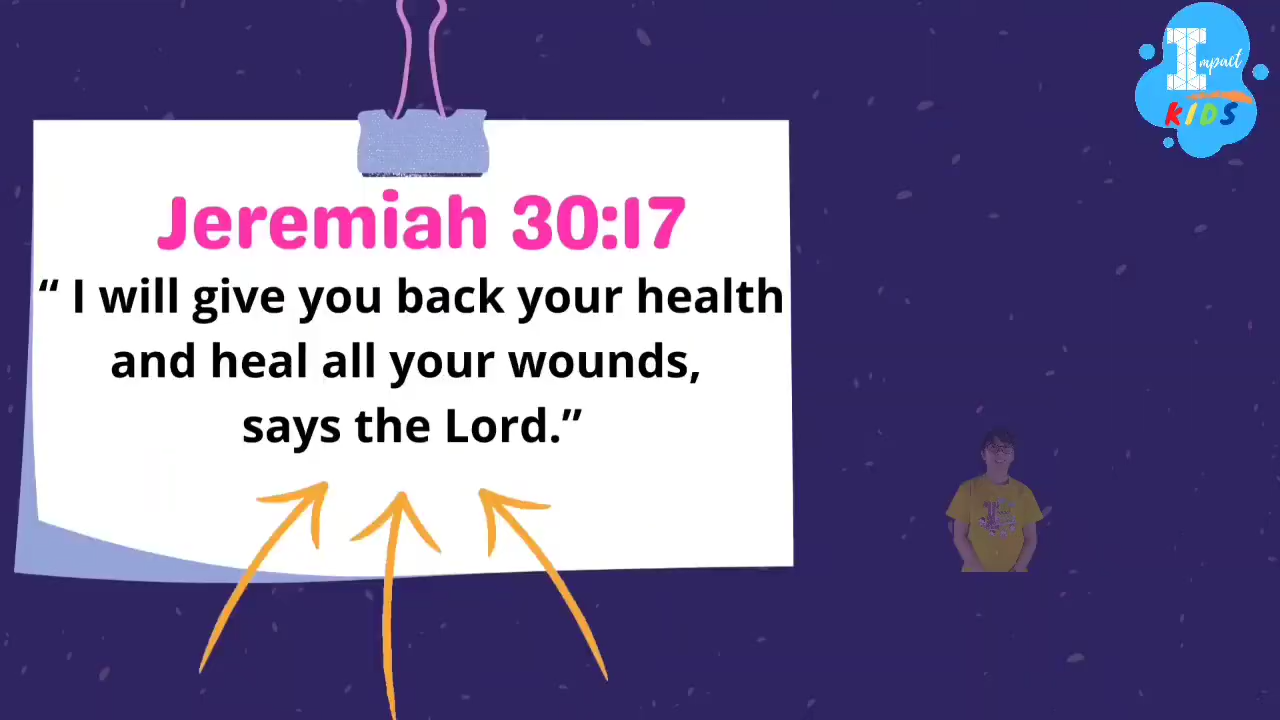 Impact
KIDS
Jeremiah 30:17
“ I will give you back your health
and heal all your wounds,
says the Lord.”